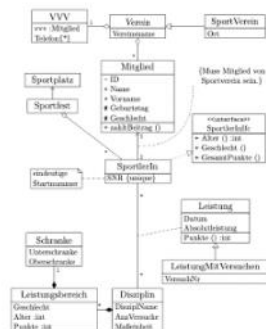 VVV
vvv :Mitglied
Telefon[*]
1
Verein
Vereinsname
SportVerein
Ort
Mitglied
- ID
+ Name
+ Vorname
# Geburtstag
# Geschlecht
+ zahltBeitrag ()
{Muss Mitglied von
Sportverein sein.}
Sportplatz
Sportfest
<<interface>>
SportlerInfo
+ Alter () :int
+ Geschlecht ()
+ GesamtPunkte ()
SportlerIn
SNR {unique}
eindeutige
Startnummer
*
Leistung
Datum
Absolutleistung
Punkte () :int
LeistungMitVersuchen
VersuchNr
Schranke
Unterschranke
Oberschranke
Leistungsbereich
Geschlecht
Alter :int
Punkte :int
Disziplin
DisziplName
AnzVersuche
Maßeinheit